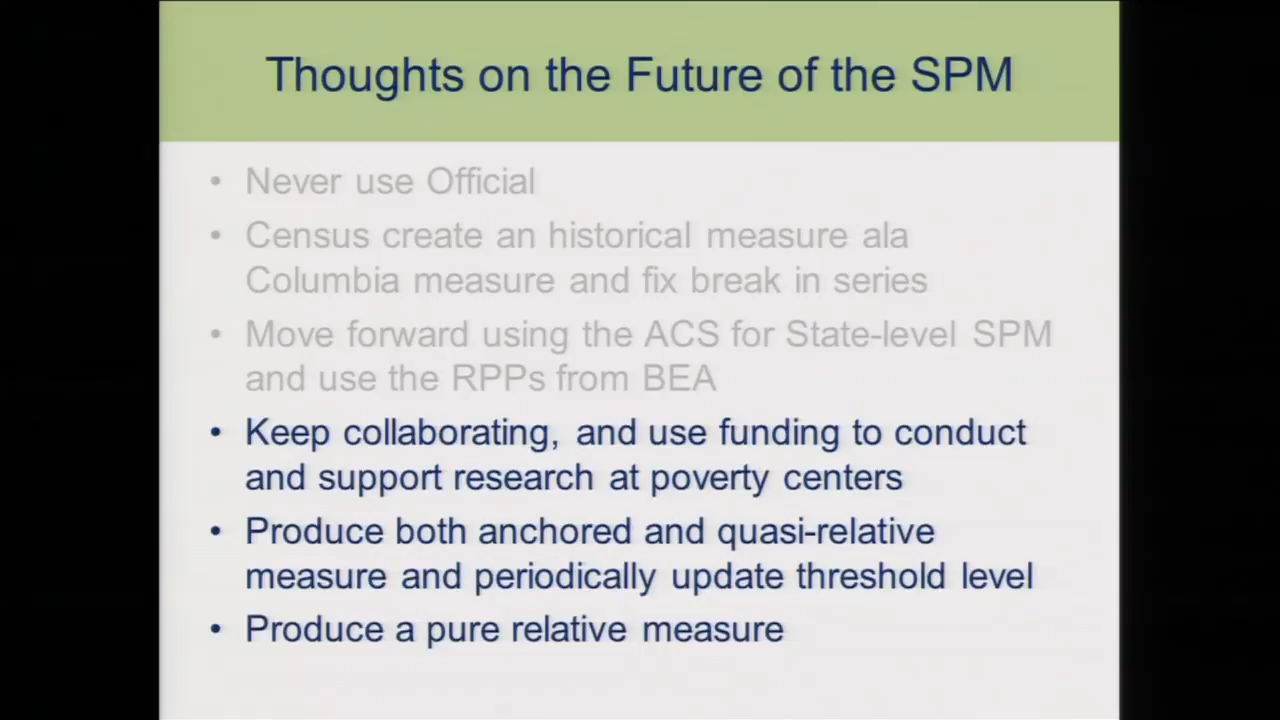 Thoughts on the Future of the SPM
• Never use Official
• Census create an historical measure ala
Columbia measure and fix break in series
• Move forward using the ACS for State-level SPM
and use the RPPs from BEA
• Keep collaborating, and use funding to conduct
and support research at poverty centers
• Produce both anchored and quasi-relative
measure and periodically update threshold level
• Produce a pure relative measure